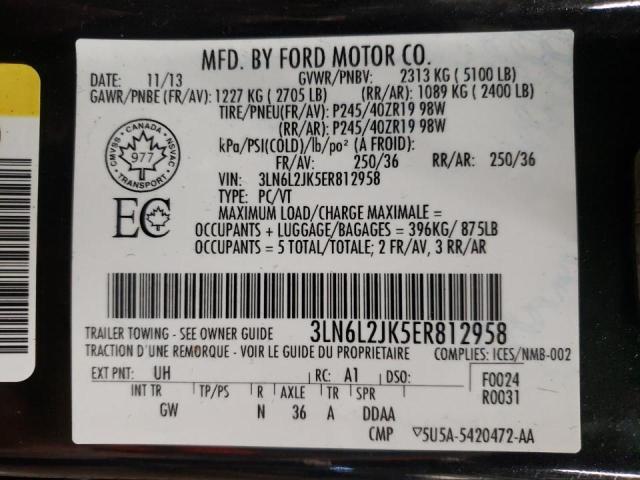 MFD. BY FORD MOTOR CO.
DATE: 11/13 GVWR/PNBV: 2313 KG ( 5100 LB)
GAWR/PNBE (FR/AV): 1227 KG ( 2705 LB) (RR/AR): 1089 KG ( 2400 LB)
TIRE/PNEU(FR/AV): P245/40ZR19 98W
(RR/AR): P245/40ZR19 98W
kPa/PSI(COLD)/lb/po² (À FROID):
FR/AV: 250/36 RR/AR: 250/36
CANADA
CMVSS 977 NSVAC
TRANSPORT
VIN: 3LN6L2JK5ER812958
TYPE: PC/VT
EC
MAXIMUM LOAD/CHARGE MAXIMALE =
OCCUPANTS + LUGGAGE/BAGAGES = 396KG/ 875LB
OCCUPANTS = 5 TOTAL/TOTALE; 2 FR/AV, 3 RR/AR
TRAILER TOWING - SEE OWNER GUIDE 3LN6L2JK5ER812958
TRACTION D'UNE REMORQUE - VOIR LE GUIDE DU PROPRIETAIRE COMPLIES: ICES/NMB-002
EXT PNT: UH RC: A1 DSO: F0024
INT TR TP/PS R AXLE TR SPR R0031
GW N 36 A DDAA
CMP ▽5U5A-5420472-AA